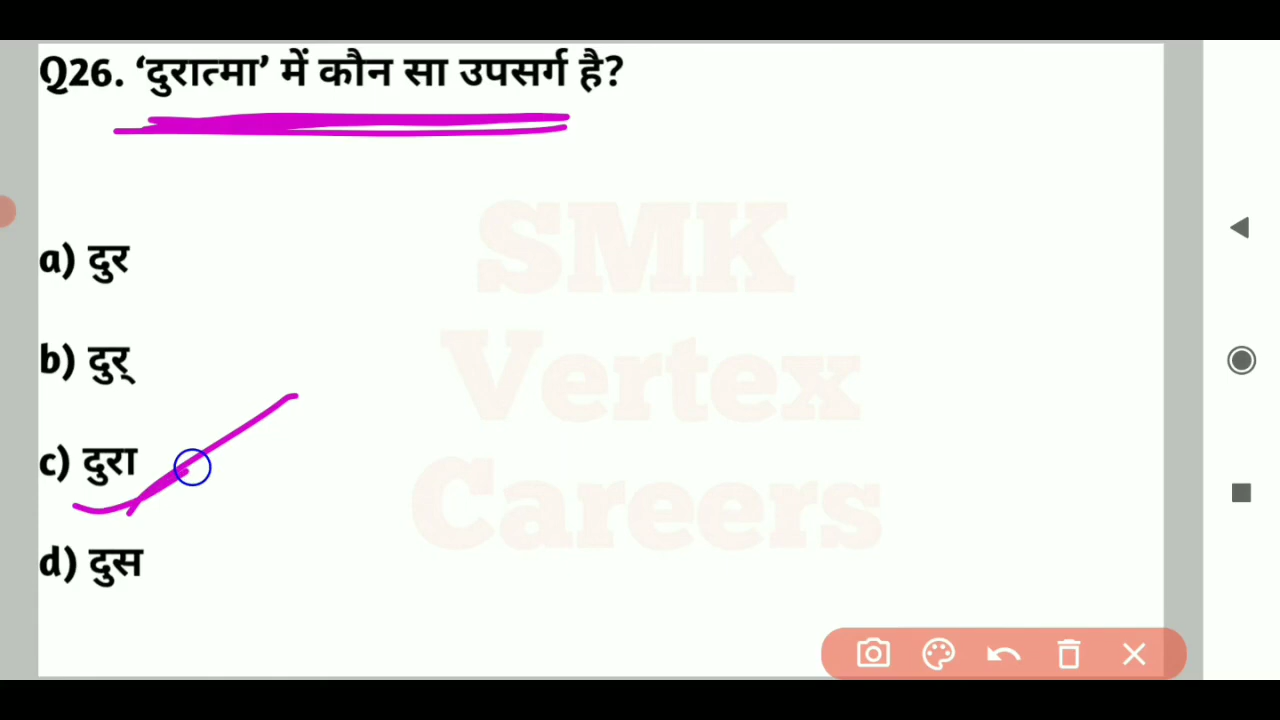 Q26. ‘दुरात्मा’ में कौन सा उपसर्ग है?
SMK
a) दुर
Vertex
b) दुर्
c) दुरा
Careers
d) दुस